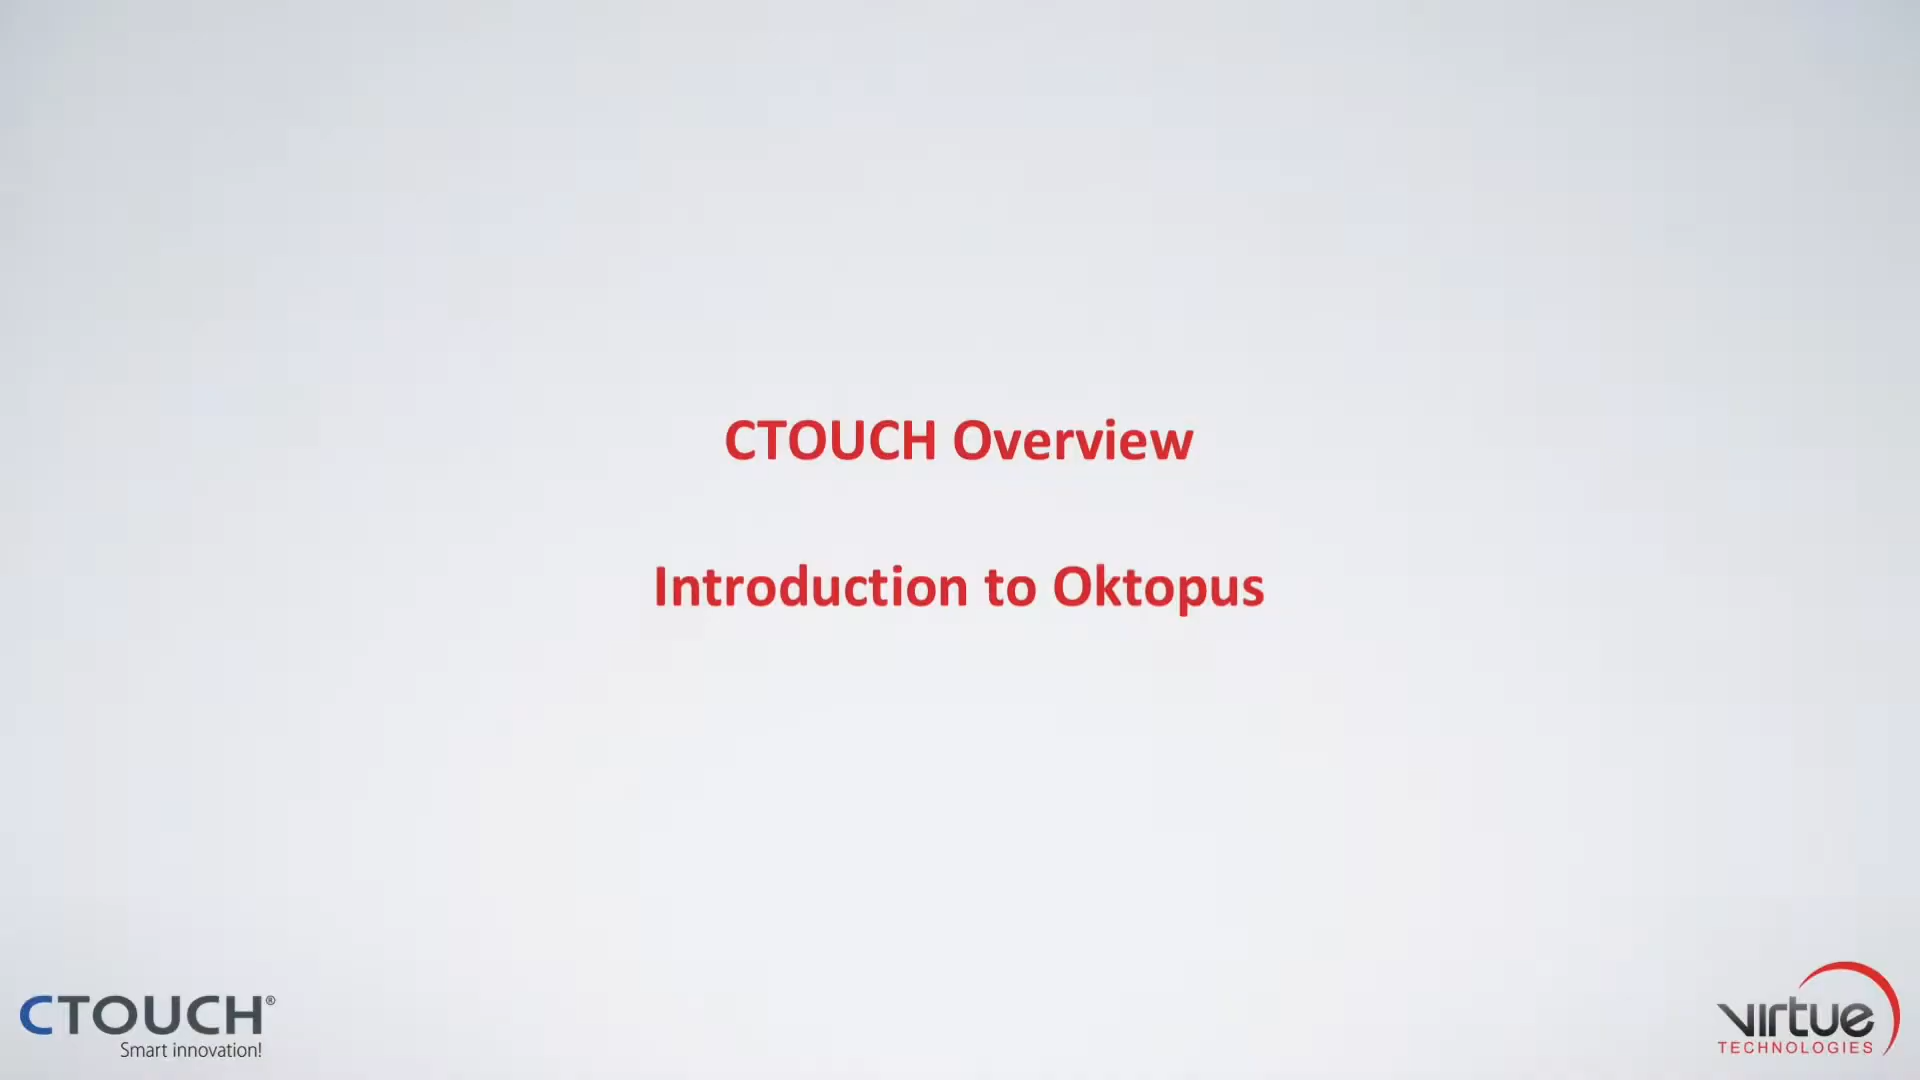 CTOUCH Overview
Introduction to Oktopus
CTOUCH®
Smart innovation!
virtue
TECHNOLOGIES